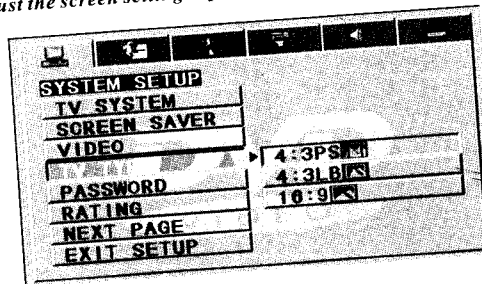 ust the screen setting
SYSTEM SETUP
TV SYSTEM
SCREEN SAVER
VIDEO
4:3PS
4:3LB
PASSWORD
16:9
RATING
NEXT PAGE
EXIT SETUP